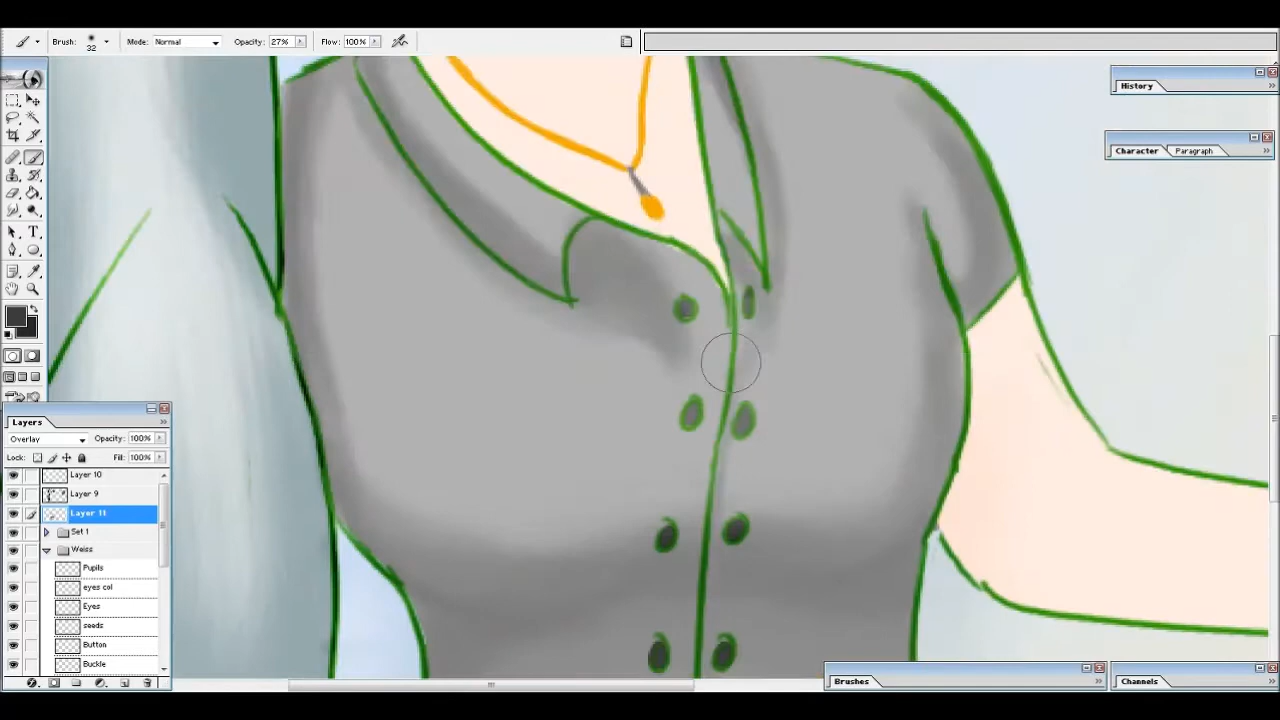 Brush: 32 Mode: Normal Opacity: 27% Flow: 100%
History
Character Paragraph
Layers
Overlay Opacity: 100%
Lock: Fill: 100%
Layer 10
Layer 9
Layer 11
Set 1
Weiss
Pupils
eyes col
Eyes
seeds
Button
Buckle
Brushes
Channels